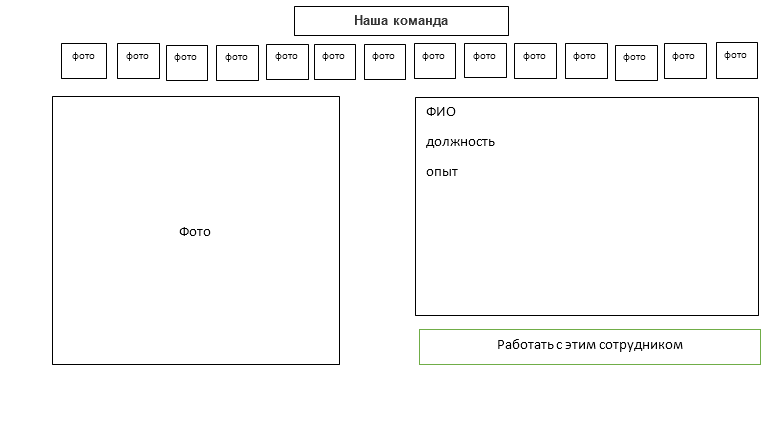 Наша команда
фото фото фото фото фото фото фото фото фото фото фото фото фото фото
Фото
ФИО
должность
опыт
Работать с этим сотрудником